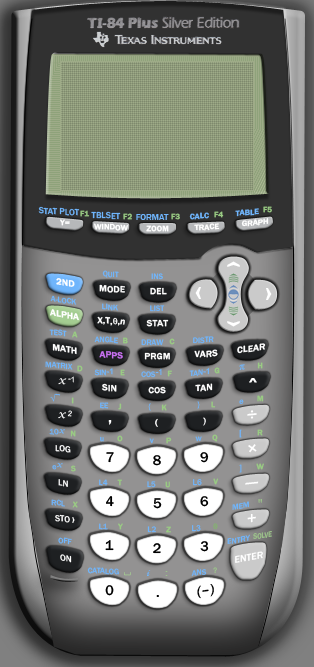 TI-84 Plus Silver Edition
TEXAS INSTRUMENTS
STAT PLOT F1 TBLSET F2 FORMAT F3 CALC F4 TABLE F5
Y= WINDOW ZOOM TRACE GRAPH
QUIT INS
2ND MODE DEL
A-LOCK LINK LIST
ALPHA X,T,θ,n STAT
TEST A ANGLE B DRAW C DISTR
MATH APPS PRGM VARS CLEAR
MATRIX D SIN-1 E COS-1 F TAN-1 G H
x-1 SIN COS TAN ^
I EE J K L M
x2 , ( ) ÷
10x N O P Q R
LOG 7 8 9 ×
ex S L4 T L5 U L6 V W
LN 4 5 6 −
RCL X L1 Y L2 Z L3 MEM "
STO› 1 2 3 +
OFF CATALOG : ANS ? ENTRY SOLVE
ON 0 . (-) ENTER